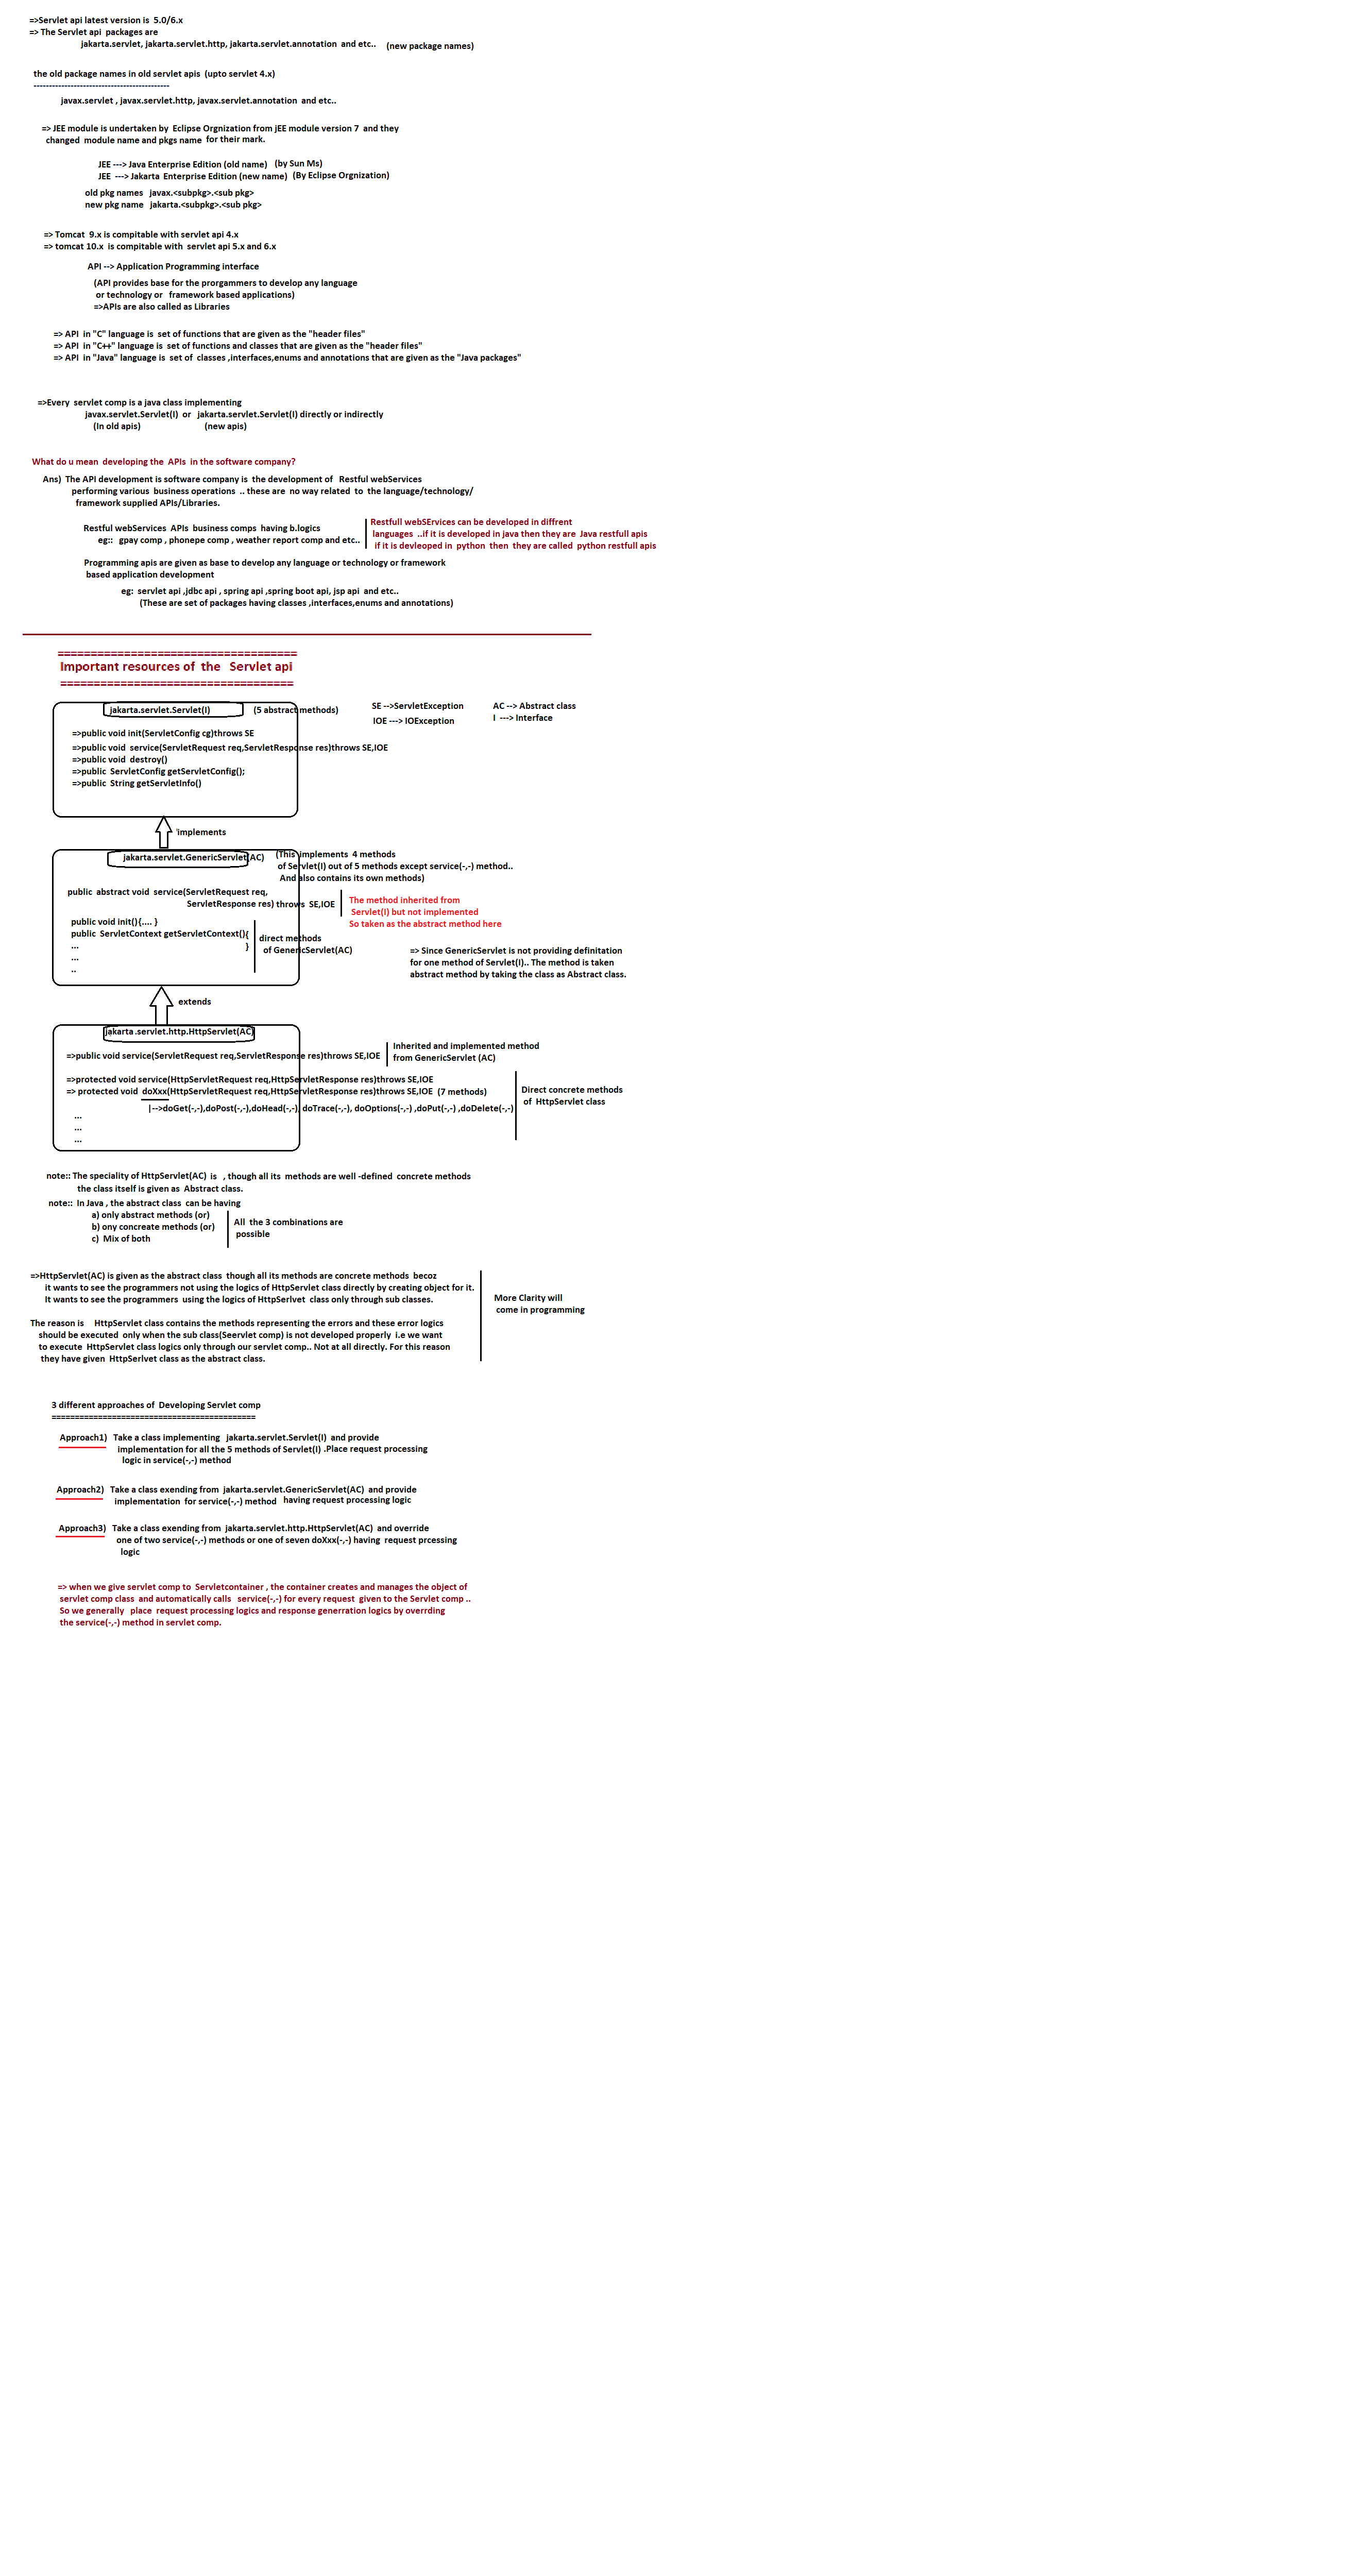 =>Servlet api latest version is 5.0/6.x
=> The Servlet api packages are
jakarta.servlet, jakarta.servlet.http, jakarta.servlet.annotation and etc.. (new package names)
the old package names in old servlet apis (upto servlet 4.x)
--------------------------------------------
javax.servlet , javax.servlet.http, javax.servlet.annotation and etc..
=> JEE module is undertaken by Eclipse Orgnization from jEE module version 7 and they
changed module name and pkgs name for their mark.
JEE ---> Java Enterprise Edition (old name) (by Sun Ms)
JEE ---> Jakarta Enterprise Edition (new name) (By Eclipse Orgnization)
old pkg names javax.<subpkg>.<sub pkg>
new pkg name jakarta.<subpkg>.<sub pkg>
=> Tomcat 9.x is compitable with servlet api 4.x
=> tomcat 10.x is compitable with servlet api 5.x and 6.x
API --> Application Programming interface
(API provides base for the prorgammers to develop any language
or technology or framework based applications)
=>APIs are also called as Libraries
=> API in "C" language is set of functions that are given as the "header files"
=> API in "C++" language is set of functions and classes that are given as the "header files"
=> API in "Java" language is set of classes ,interfaces,enums and annotations that are given as the "Java packages"
=>Every servlet comp is a java class implementing
javax.servlet.Servlet(I) or jakarta.servlet.Servlet(I) directly or indirectly
(In old apis) (new apis)
What do u mean developing the APIs in the software company?
Ans) The API development is software company is the development of Restful webServices
performing various business operations .. these are no way related to the language/technology/
framework supplied APIs/Libraries.
Restful webServices APIs business comps having b.logics
eg:: gpay comp , phonepe comp , weather report comp and etc..
Restfull webSErvices can be developed in diffrent
languages ..if it is developed in java then they are Java restfull apis
if it is devleoped in python then they are called python restfull apis
Programming apis are given as base to develop any language or technology or framework
based application development
eg: servlet api ,jdbc api , spring api ,spring boot api, jsp api and etc..
(These are set of packages having classes ,interfaces,enums and annotations)
====================================
Important resources of the Servlet api
===================================
jakarta.servlet.Servlet(I) (5 abstract methods)
SE -->ServletException AC --> Abstract class
IOE ---> IOException I ---> Interface
=>public void init(ServletConfig cg)throws SE
=>public void service(ServletRequest req,ServletResponse res)throws SE,IOE
=>public void destroy()
=>public ServletConfig getServletConfig();
=>public String getServletInfo()
implements
jakarta.servlet.GenericServlet(AC)
(This implements 4 methods
of Servlet(I) out of 5 methods except service(-,-) method..
And also contains its own methods)
public abstract void service(ServletRequest req,
ServletResponse res) throws SE,IOE
The method inherited from
Servlet(I) but not implemented
So taken as the abstract method here
public void init(){.... }
public ServletContext getServletContext(){
... }
...
..
direct methods
of GenericServlet(AC)
=> Since GenericServlet is not providing definitation
for one method of Servlet(I).. The method is taken
abstract method by taking the class as Abstract class.
extends
jakarta.servlet.http.HttpServlet(AC)
=>public void service(ServletRequest req,ServletResponse res)throws SE,IOE
Inherited and implemented method
from GenericServlet (AC)
=>protected void service(HttpServletRequest req,HttpServletResponse res)throws SE,IOE
=> protected void doXxx(HttpServletRequest req,HttpServletResponse res)throws SE,IOE (7 methods)
|-->doGet(-,-),doPost(-,-),doHead(-,-), doTrace(-,-), doOptions(-,-) ,doPut(-,-) ,doDelete(-,-)
...
...
...
Direct concrete methods
of HttpServlet class
note:: The speciality of HttpServlet(AC) is , though all its methods are well -defined concrete methods
the class itself is given as Abstract class.
note:: In Java , the abstract class can be having
a) only abstract methods (or)
b) ony concreate methods (or)
c) Mix of both
All the 3 combinations are
possible
=>HttpServlet(AC) is given as the abstract class though all its methods are concrete methods becoz
it wants to see the programmers not using the logics of HttpServlet class directly by creating object for it.
It wants to see the programmers using the logics of HttpSerlvet class only through sub classes.
More Clarity will
come in programming
The reason is HttpServlet class contains the methods representing the errors and these error logics
should be executed only when the sub class(Seervlet comp) is not developed properly i.e we want
to execute HttpServlet class logics only through our servlet comp.. Not at all directly. For this reason
they have given HttpSerlvet class as the abstract class.
3 different approaches of Developing Servlet comp
============================================
Approach1) Take a class implementing jakarta.servlet.Servlet(I) and provide
implementation for all the 5 methods of Servlet(I) .Place request processing
logic in service(-,-) method
Approach2) Take a class exending from jakarta.servlet.GenericServlet(AC) and provide
implementation for service(-,-) method having request processing logic
Approach3) Take a class exending from jakarta.servlet.http.HttpServlet(AC) and override
one of two service(-,-) methods or one of seven doXxx(-,-) having request prcessing
logic
=> when we give servlet comp to Servletcontainer , the container creates and manages the object of
servlet comp class and automatically calls service(-,-) for every request given to the Servlet comp ..
So we generally place request processing logics and response generration logics by overrding
the service(-,-) method in servlet comp.